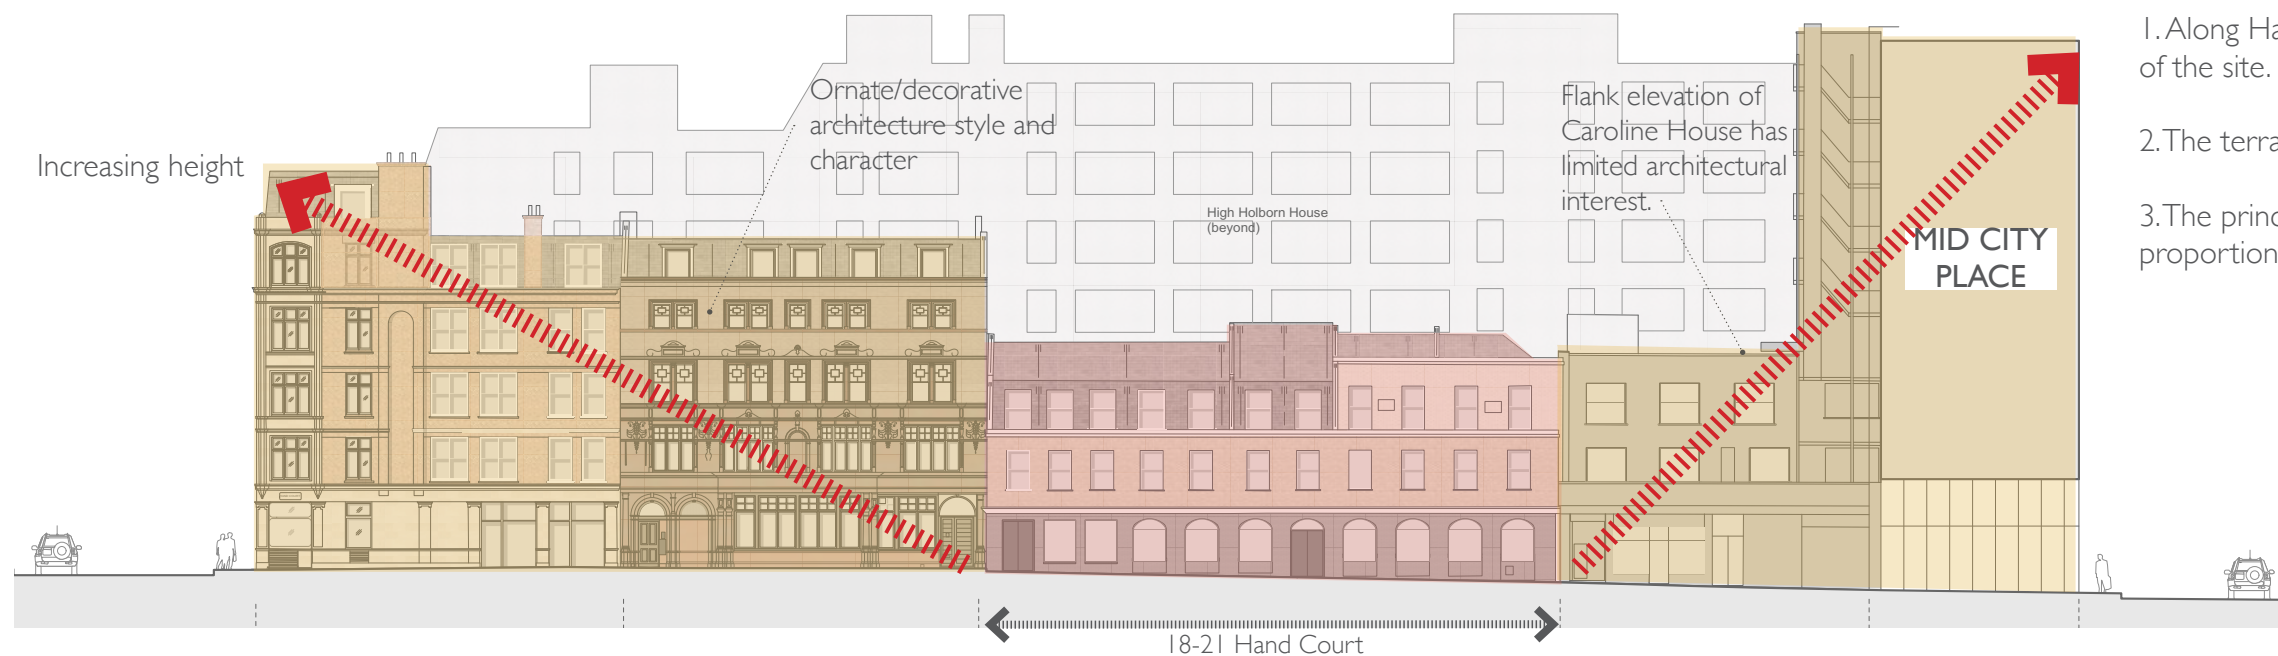 Increasing height
Ornate/decorative
architecture style and
character
High Holborn House
(beyond)
Flank elevation of
Caroline House has
limited architectural
interest.
MID CITY
PLACE
18-21 Hand Court
1. Along Ha
of the site.
2. The terra
3. The princ
proportion